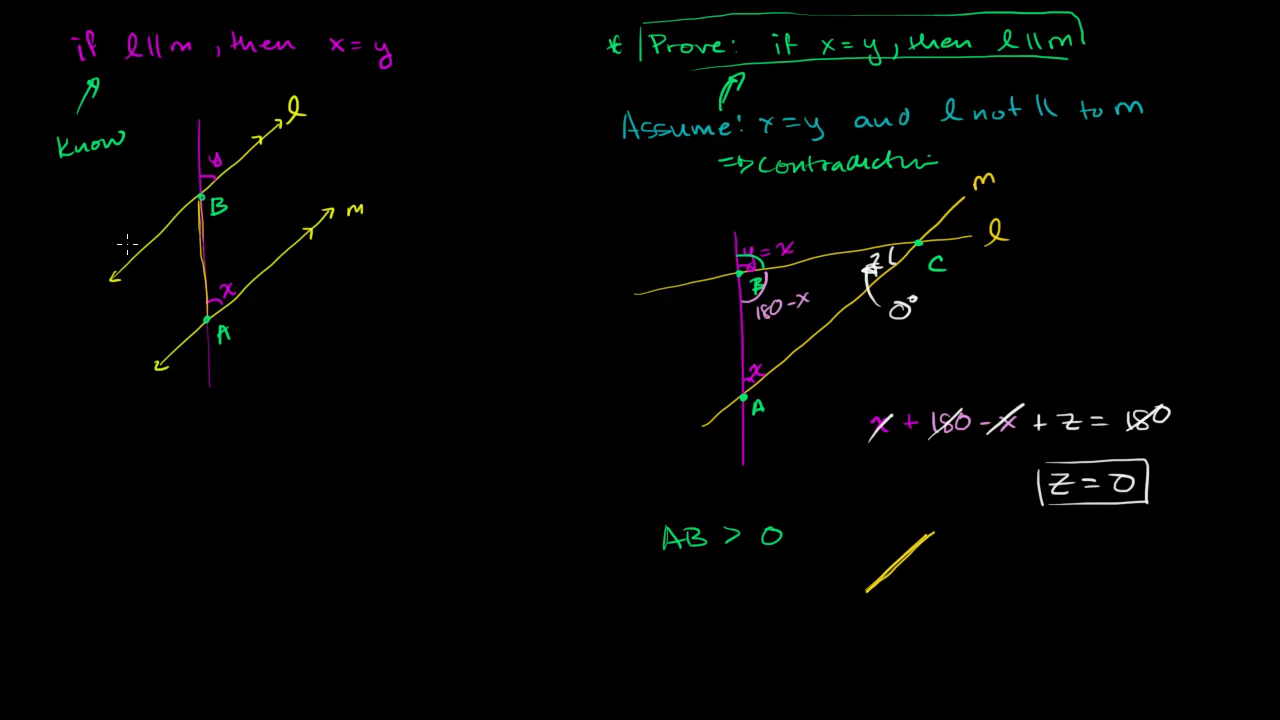 if l || m, then x = y
know
l
y
B
m
x
A
* Prove: if x = y, then l || m
Assume: x = y and l not || to m
⇒ contradiction
m
l
y = x
B
z
C
180 - x
0°
x
A
x + 180 - x + z = 180
z = 0
AB > 0